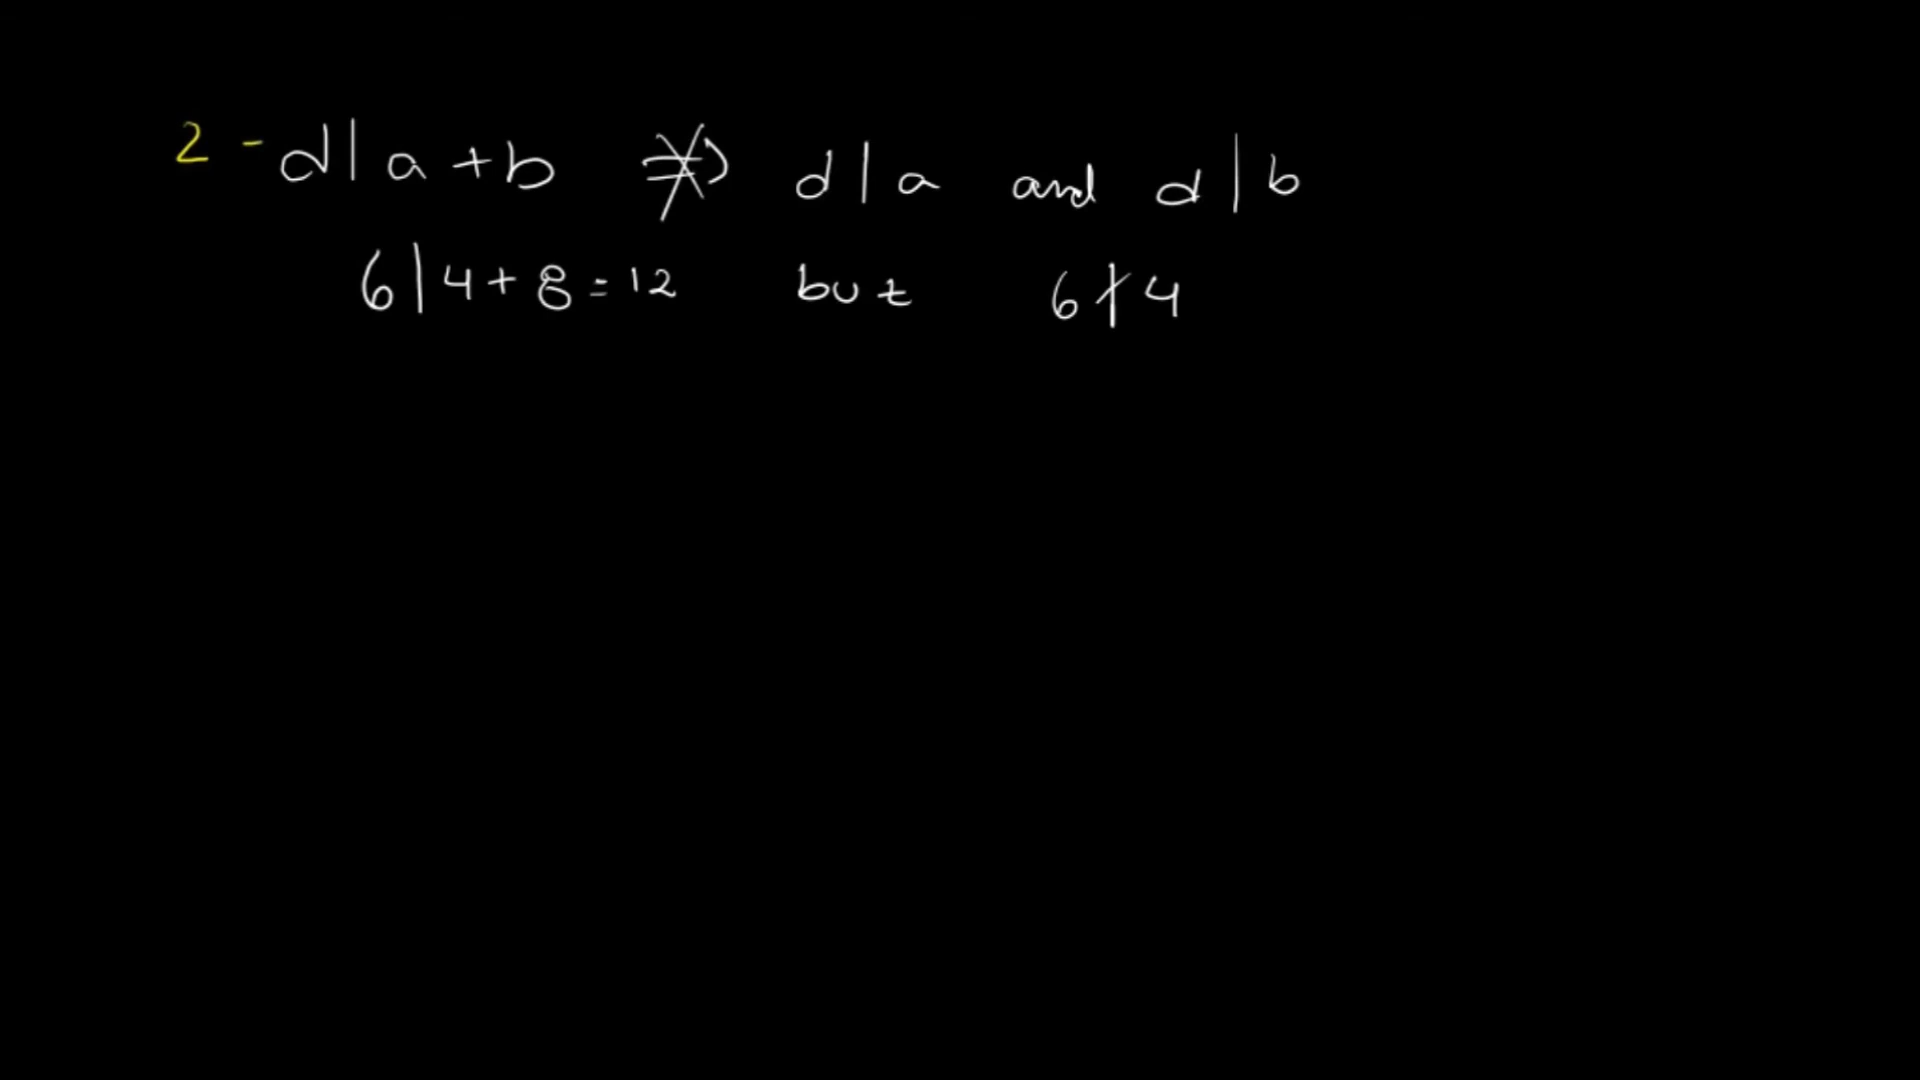 2 - d|a+b ⇏ d|a and d|b
6|4+8=12 but 6∤4